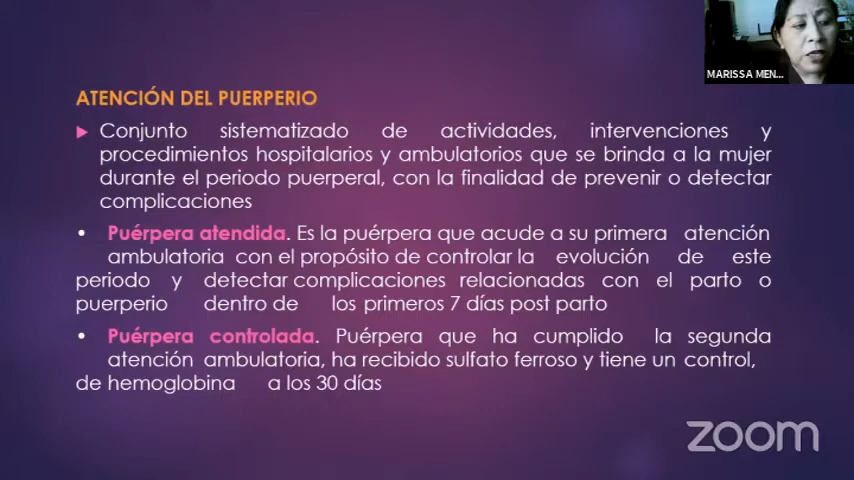 MARISSA MEN...
ATENCIÓN DEL PUERPERIO
Conjunto sistematizado de actividades, intervenciones y
procedimientos hospitalarios y ambulatorios que se brinda a la mujer
durante el periodo puerperal, con la finalidad de prevenir o detectar
complicaciones
• Puérpera atendida. Es la puérpera que acude a su primera atención
ambulatoria con el propósito de controlar la evolución de este
periodo y detectar complicaciones relacionadas con el parto o
puerperio dentro de los primeros 7 días post parto
• Puérpera controlada. Puérpera que ha cumplido la segunda
atención ambulatoria, ha recibido sulfato ferroso y tiene un control,
de hemoglobina a los 30 días
zoom